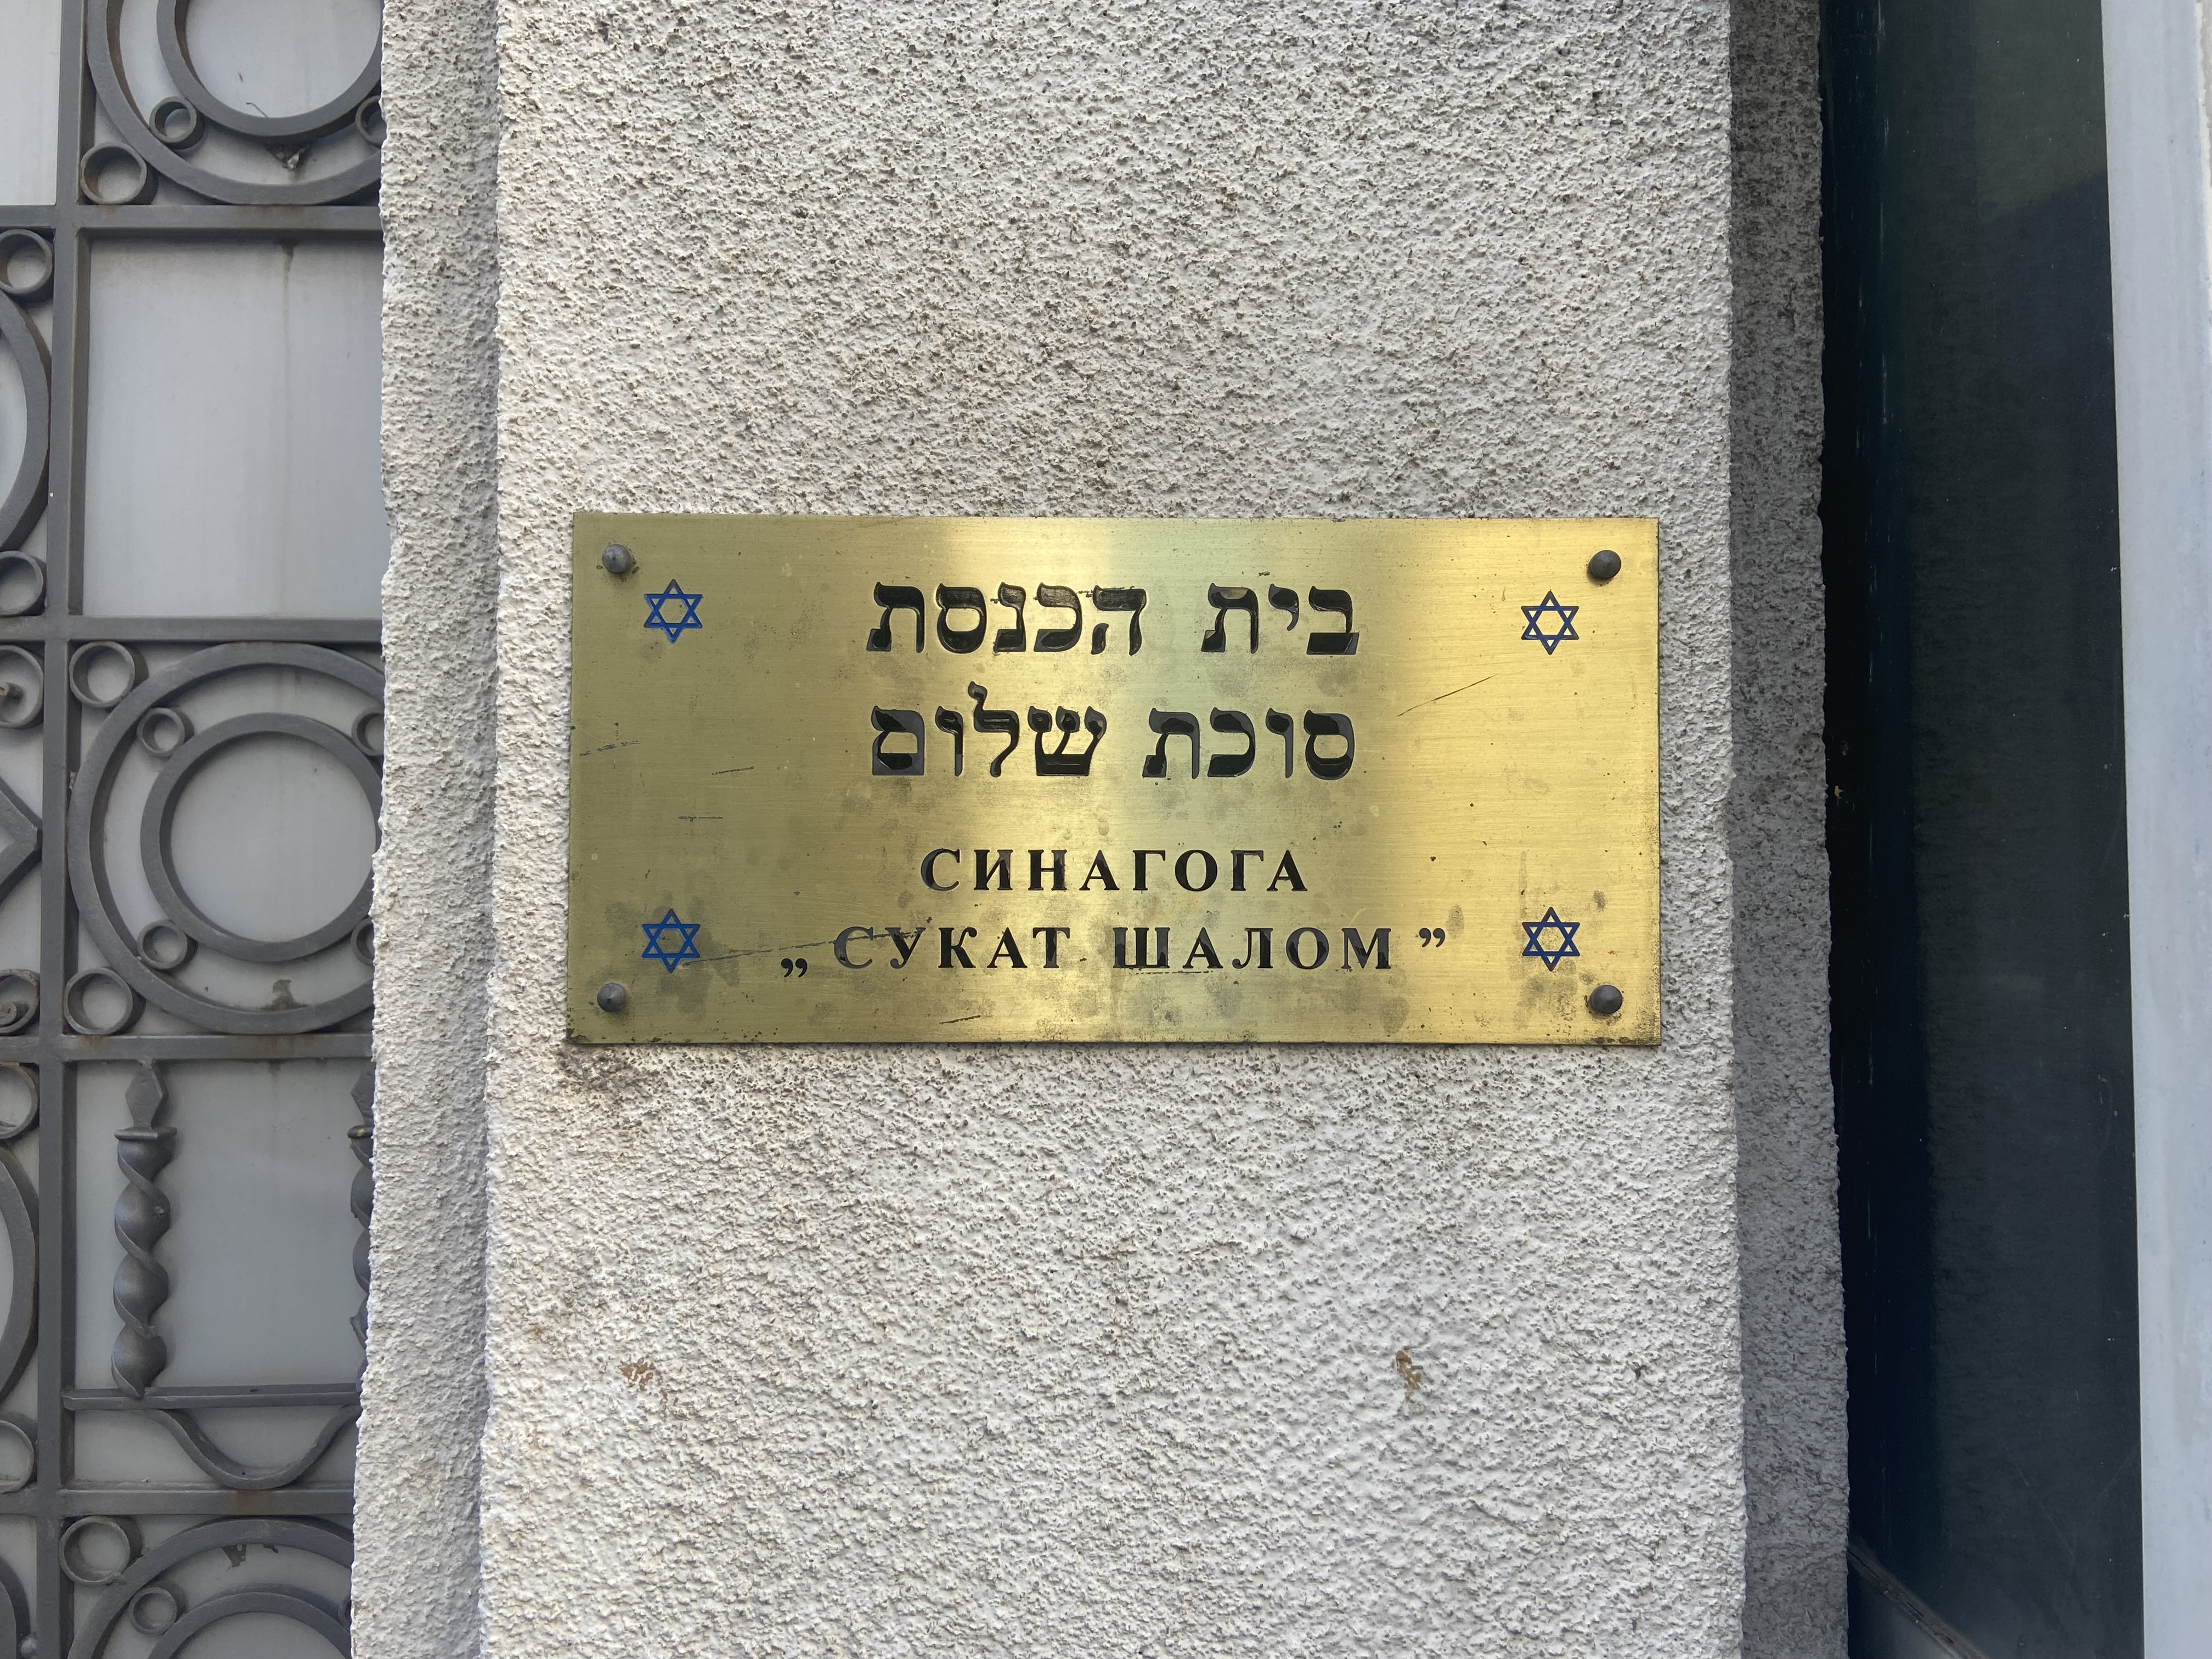 בית הכנסת
סוכת שלום
СИНАГОГА
„СУКАТ ШАЛОМ”